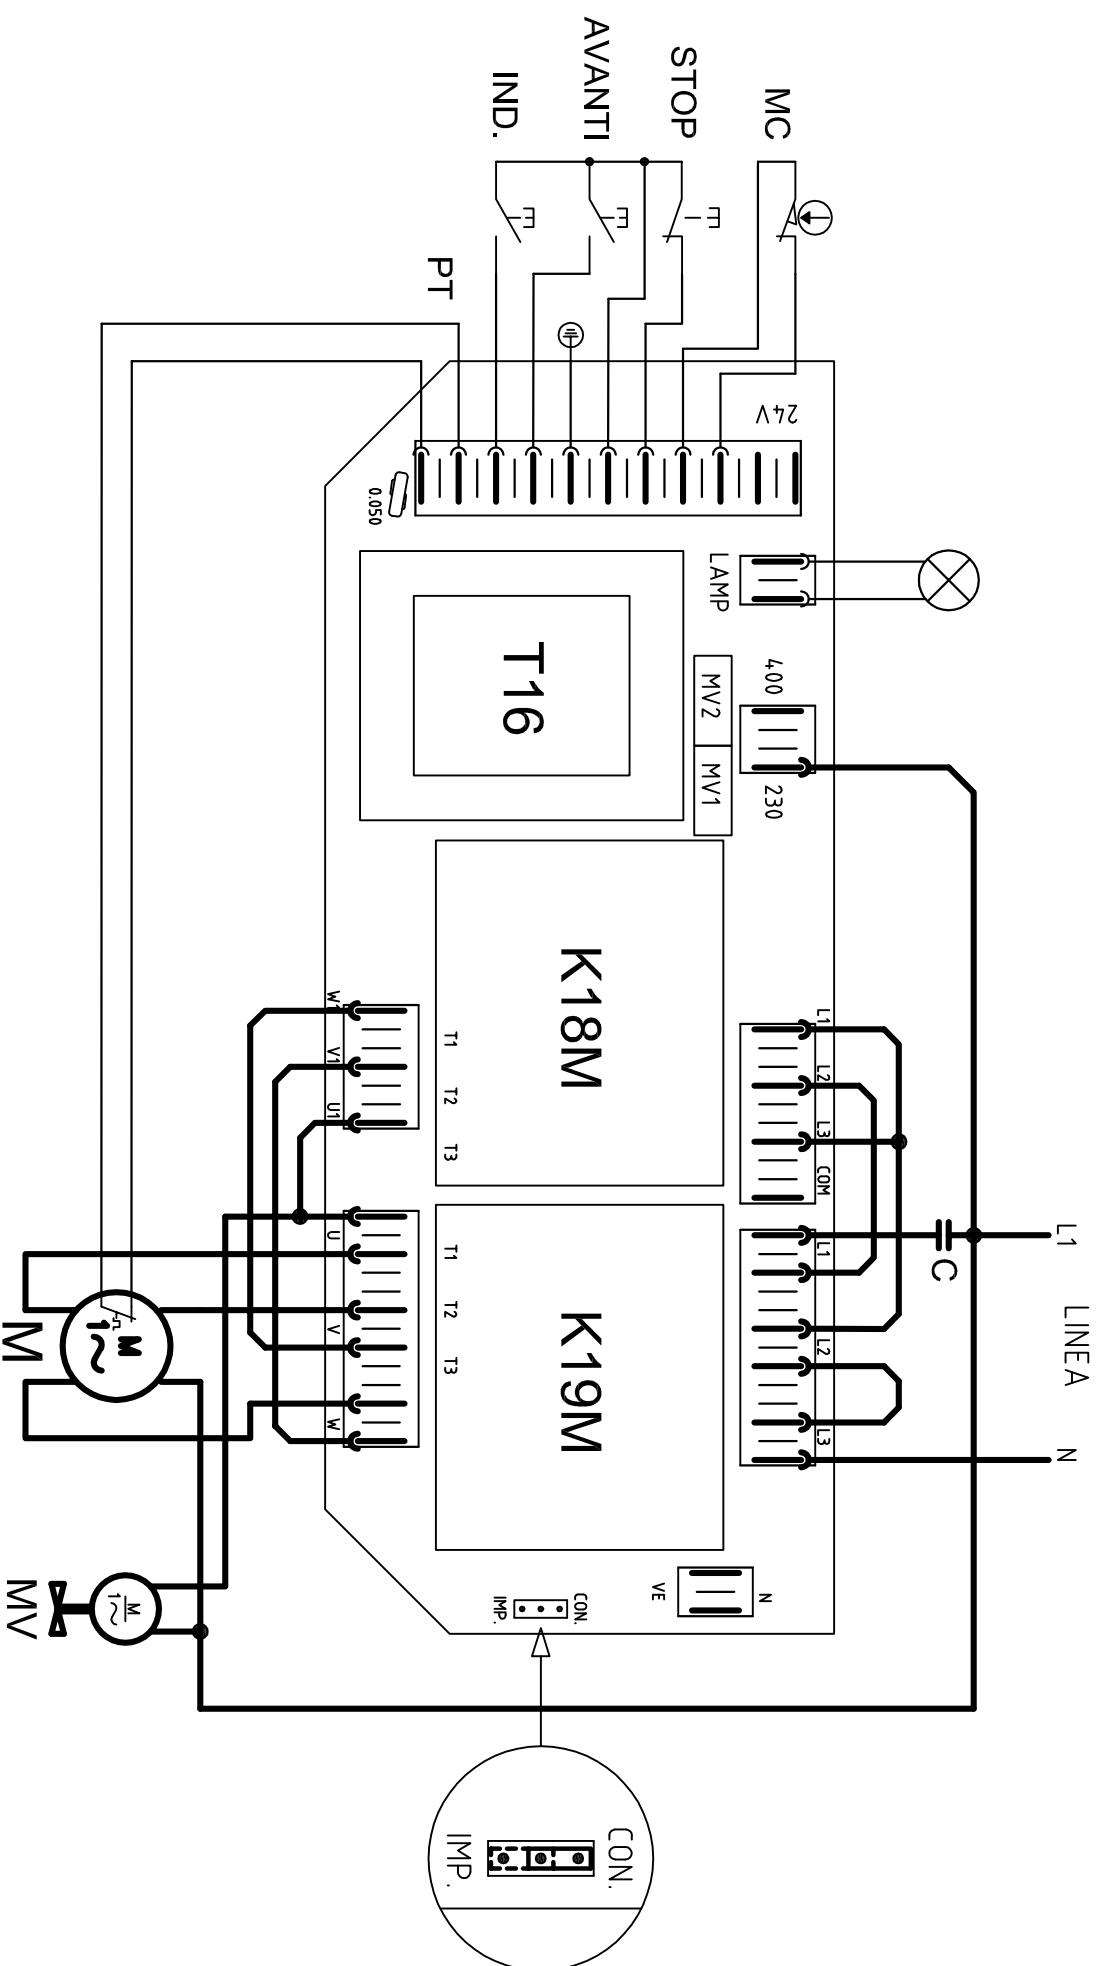 MC
STOP
AVANTI
IND.
PT
24V
0.050
LAMP
T16
400
230
MV2
MV1
K18M
L1
L2
L3
COM
W1
V1
U1
T1
T2
T3
K19M
L1
L2
L3
U
V
W
T1
T2
T3
L1
LINEA
N
C
M
1~
M
M
1~
MV
N
VE
CON.
IMP.
CON.
IMP.